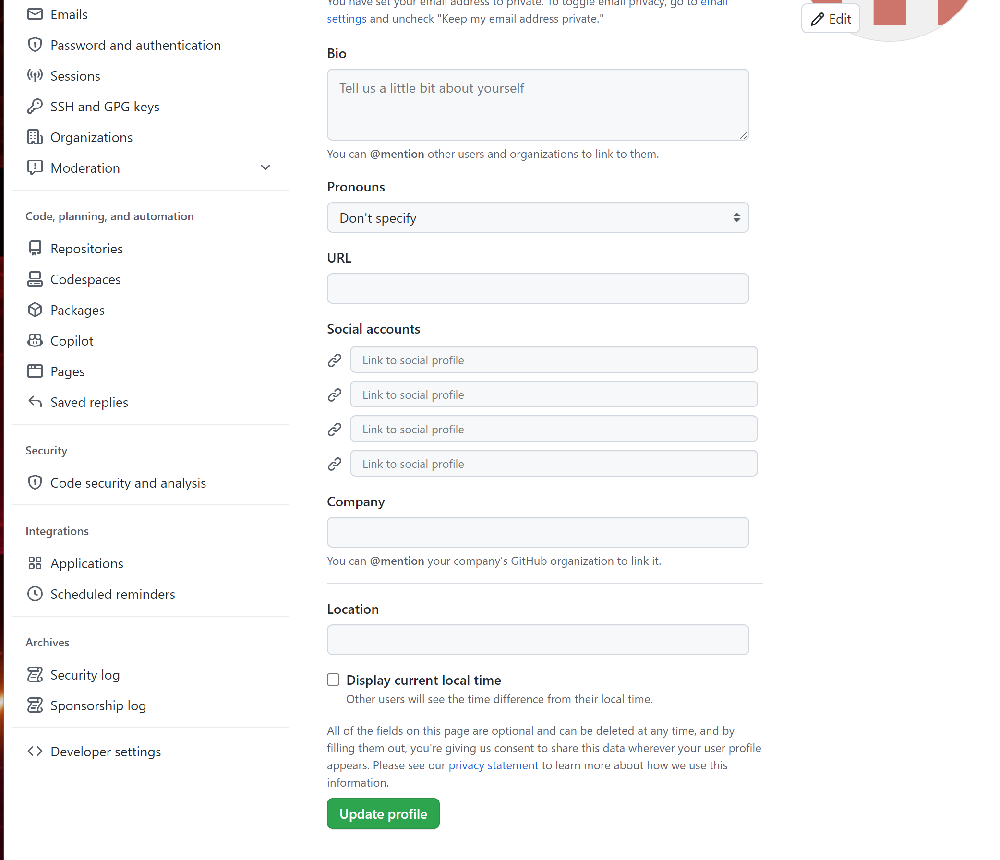 Emails
Password and authentication
Sessions
SSH and GPG keys
Organizations
Moderation
Code, planning, and automation
Repositories
Codespaces
Packages
Copilot
Pages
Saved replies
Security
Code security and analysis
Integrations
Applications
Scheduled reminders
Archives
Security log
Sponsorship log
Developer settings
You have set your email address to private. To toggle email privacy, go to email
settings and uncheck "Keep my email address private."
Edit
Bio
Tell us a little bit about yourself
You can @mention other users and organizations to link to them.
Pronouns
Don't specify
URL
Social accounts
Link to social profile
Link to social profile
Link to social profile
Link to social profile
Company
You can @mention your company’s GitHub organization to link it.
Location
Display current local time
Other users will see the time difference from their local time.
All of the fields on this page are optional and can be deleted at any time, and by
filling them out, you're giving us consent to share this data wherever your user profile
appears. Please see our privacy statement to learn more about how we use this
information.
Update profile